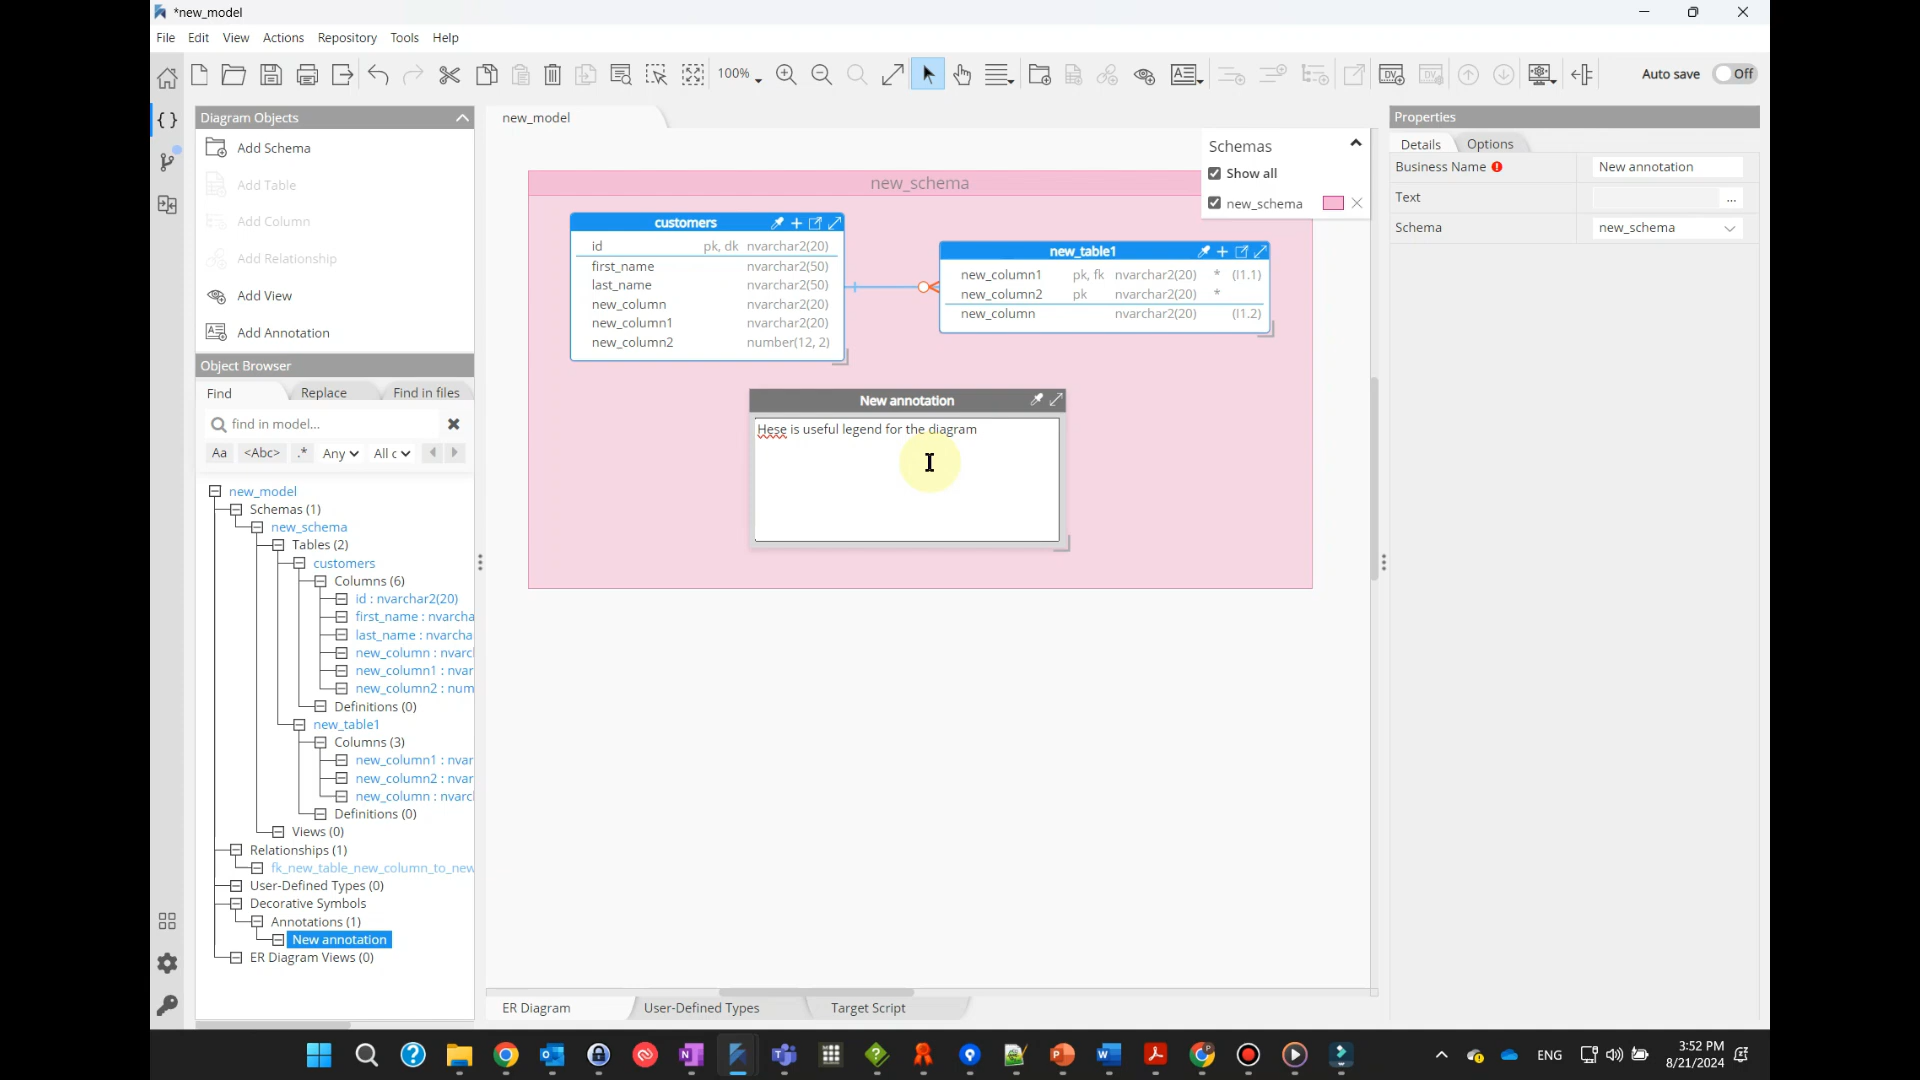 *new_model
File Edit View Actions Repository Tools Help
100%
Auto save Off
Diagram Objects
Add Schema
Add Table
Add Column
Add Relationship
Add View
Add Annotation
Object Browser
Find Replace Find in files
find in model...
Aa <Abc> .* Any All c
new_model
Schemas (1)
new_schema
Tables (2)
customers
Columns (6)
id : nvarchar2(20)
first_name : nvarcha
last_name : nvarcha
new_column : nvarc
new_column1 : nvar
new_column2 : num
Definitions (0)
new_table1
Columns (3)
new_column1 : nvar
new_column2 : nvar
new_column : nvarc
Definitions (0)
Views (0)
Relationships (1)
fk_new_table_new_column_to_new
User-Defined Types (0)
Decorative Symbols
Annotations (1)
New annotation
ER Diagram Views (0)
new_model
new_schema
customers
id pk, dk nvarchar2(20)
first_name nvarchar2(50)
last_name nvarchar2(50)
new_column nvarchar2(20)
new_column1 nvarchar2(20)
new_column2 number(12, 2)
new_table1
new_column1 pk, fk nvarchar2(20) * (I1.1)
new_column2 pk nvarchar2(20) *
new_column nvarchar2(20) (I1.2)
New annotation
Hese is useful legend for the diagram
Schemas
Show all
new_schema
ER Diagram User-Defined Types Target Script
Properties
Details Options
Business Name New annotation
Text ...
Schema new_schema
ENG
3:52 PM
8/21/2024